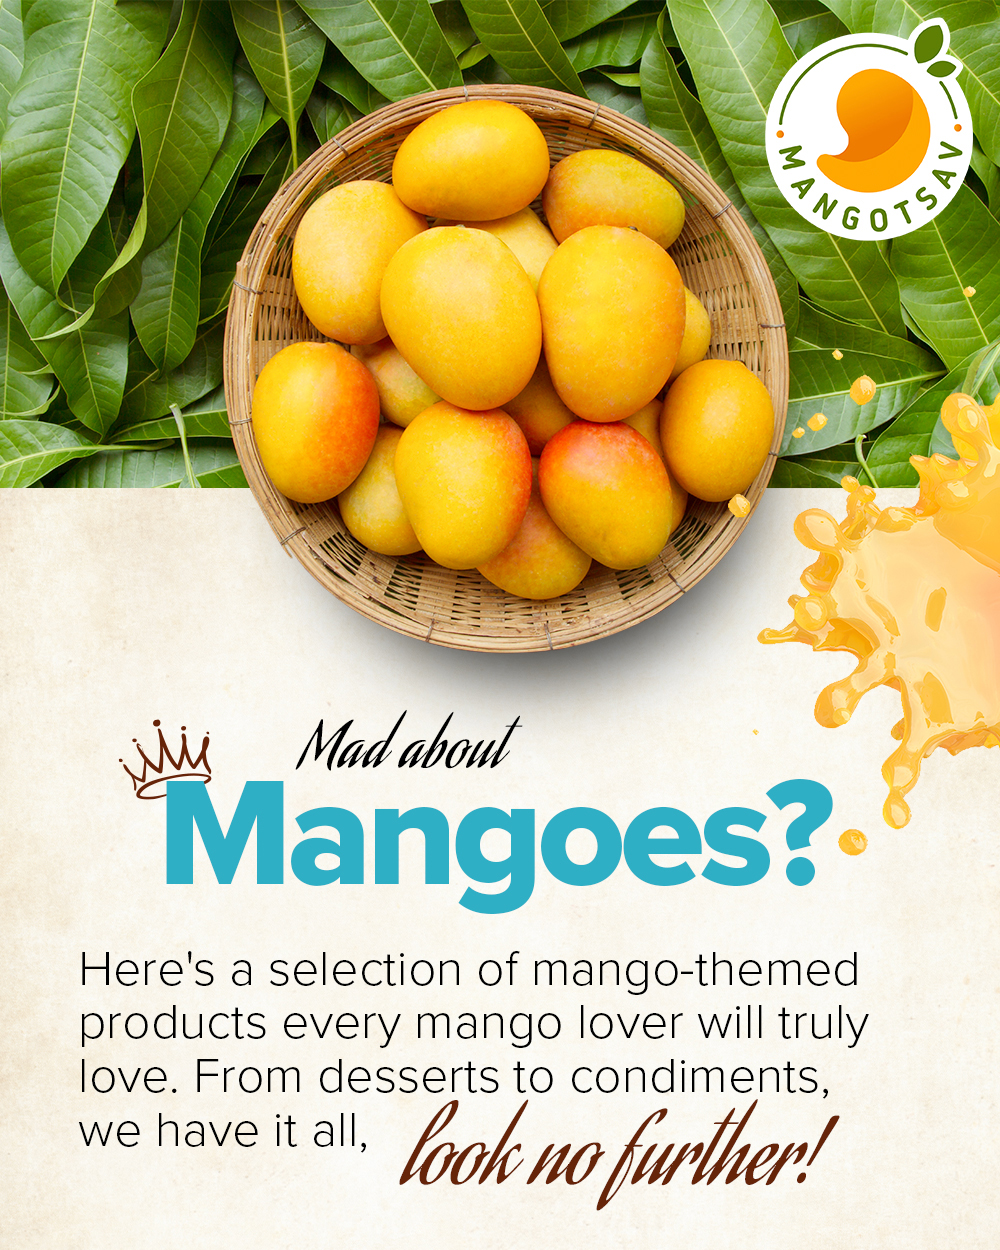 MANGOTSAV
Mad about
Mangoes?
Here's a selection of mango-themed
products every mango lover will truly
love. From desserts to condiments,
we have it all, look no further!